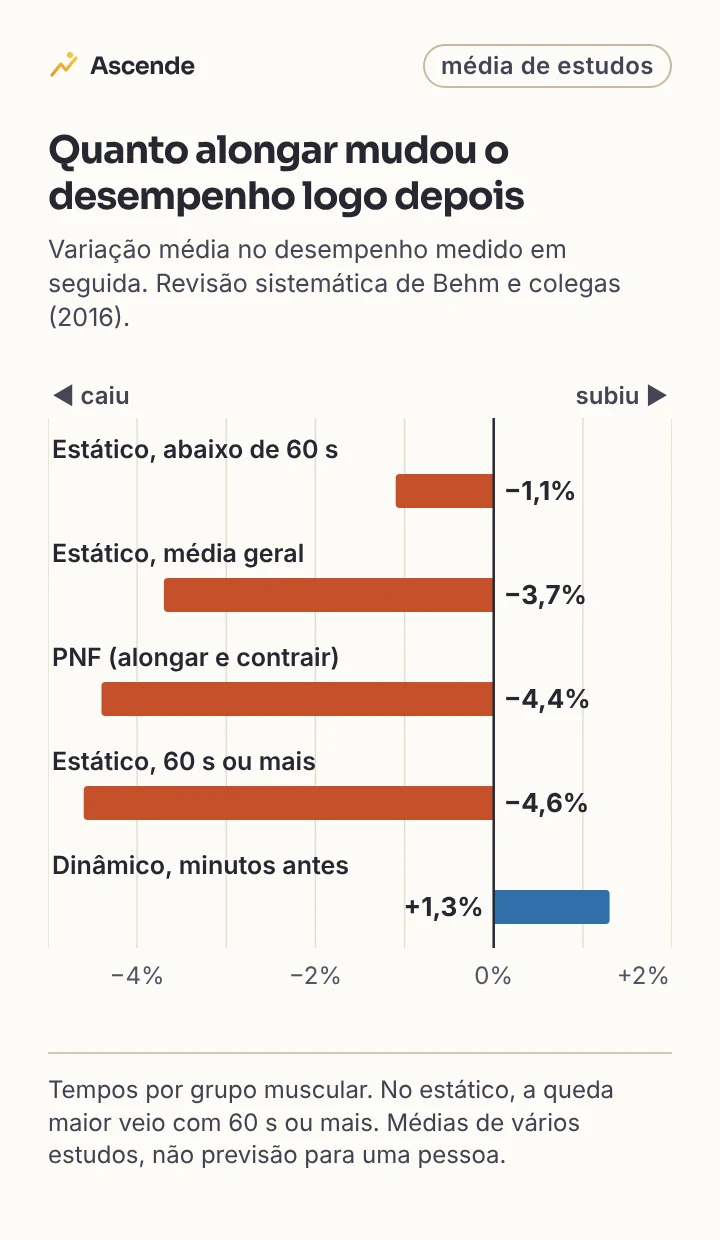 Ascende
média de estudos
Quanto alongar mudou o
desempenho logo depois
Variação média no desempenho medido em
seguida. Revisão sistemática de Behm e colegas
(2016).
◀ caiu
subiu ▶
Estático, abaixo de 60 s
−1,1%
Estático, média geral
−3,7%
PNF (alongar e contrair)
−4,4%
Estático, 60 s ou mais
−4,6%
Dinâmico, minutos antes
+1,3%
−4% −2% 0% +2%
Tempos por grupo muscular. No estático, a queda
maior veio com 60 s ou mais. Médias de vários
estudos, não previsão para uma pessoa.